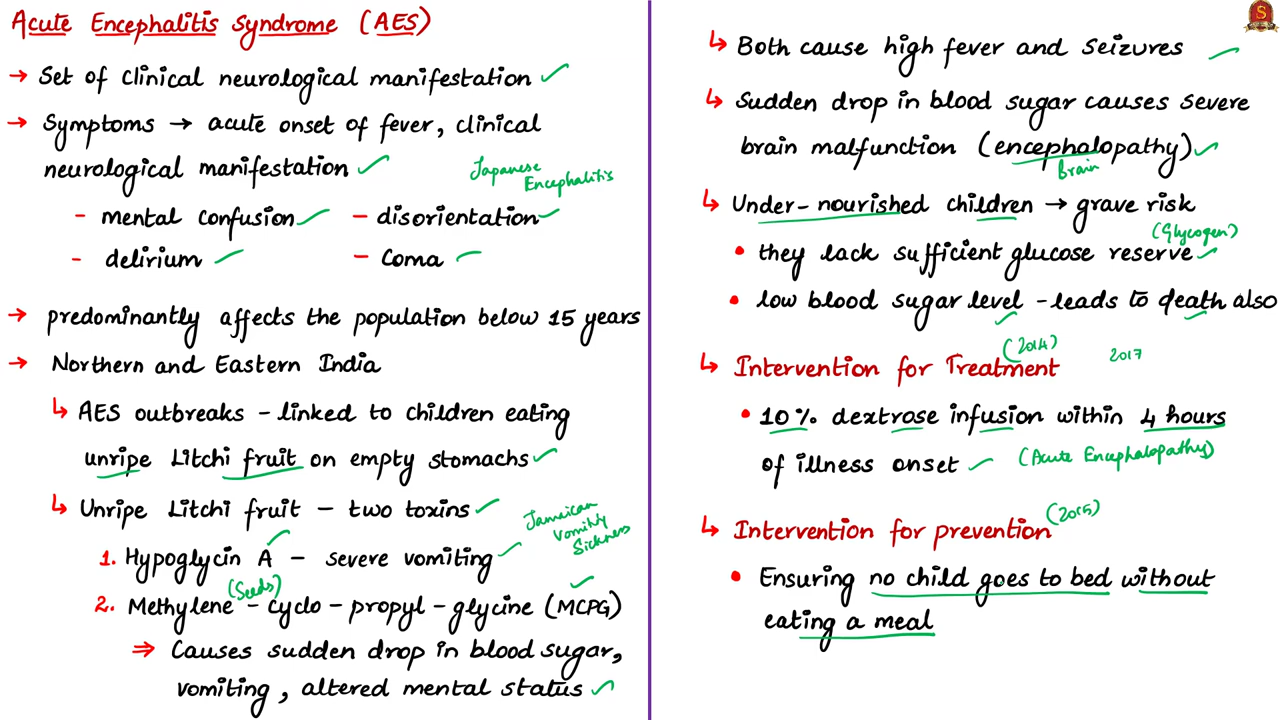 Acute Encephalitis Syndrome (AES)
→ Set of clinical neurological manifestation
→ Symptoms → acute onset of fever, clinical
neurological manifestation
Japanese
Encephalitis
- mental confusion - disorientation
- delirium - Coma
→ predominantly affects the population below 15 years
→ Northern and Eastern India
↳ AES outbreaks - linked to children eating
unripe Litchi fruit on empty stomachs
↳ Unripe Litchi fruit - two toxins
Jamaican
Vomiting
Sickness
1. Hypoglycin A - severe vomiting
(Seeds)
2. Methylene - cyclo - propyl - glycine (MCPG)
⇒ Causes sudden drop in blood sugar,
vomiting, altered mental status
S
↳ Both cause high fever and seizures
↳ Sudden drop in blood sugar causes severe
brain malfunction (encephalopathy)
Brain
↳ Under-nourished children → grave risk
(Glycogen)
• they lack sufficient glucose reserve
• low blood sugar level - leads to death also
(2014) 2017
↳ Intervention for Treatment
• 10% dextrose infusion within 4 hours
of illness onset (Acute Encephalopathy)
(2015)
↳ Intervention for prevention
• Ensuring no child goes to bed without
eating a meal